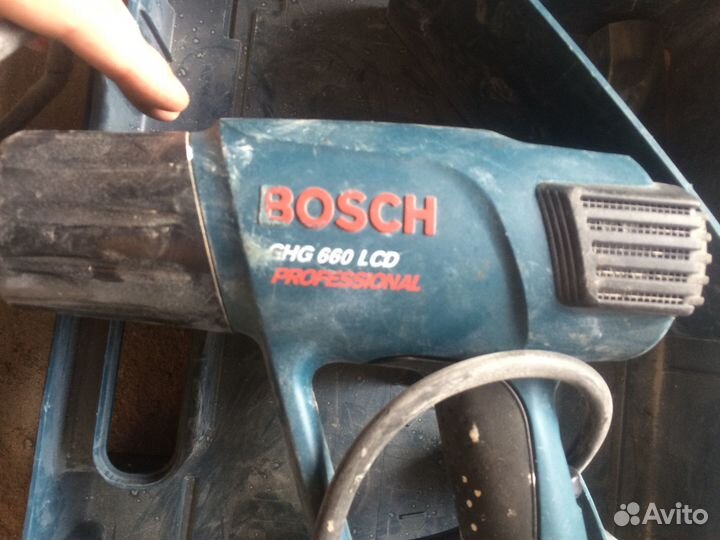 BOSCH
GHG 660 LCD
PROFESSIONAL
Avito